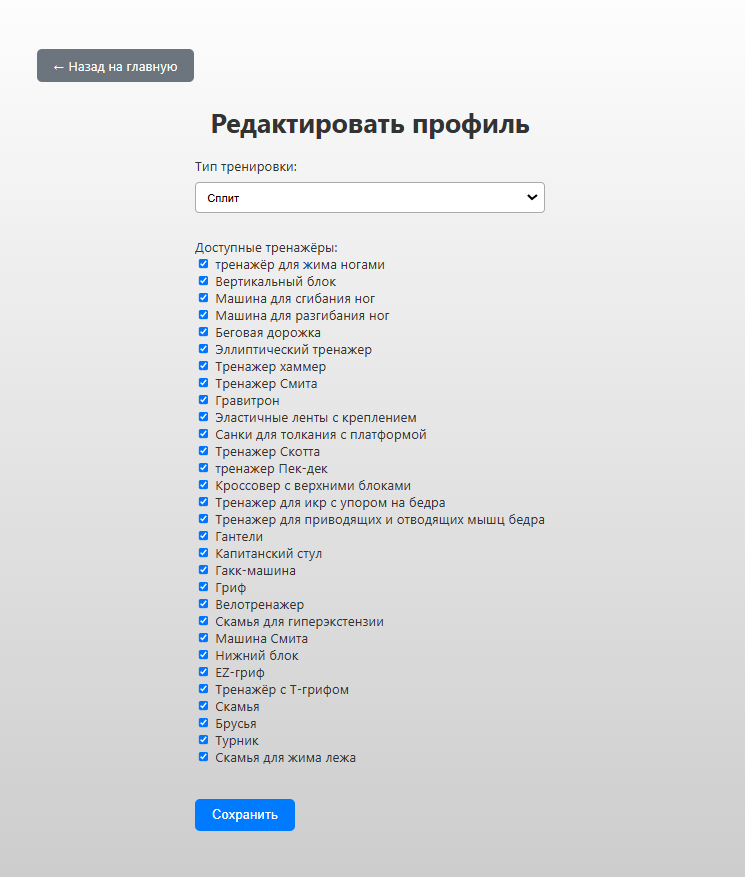 ← Назад на главную
Редактировать профиль
Тип тренировки:
Сплит
Доступные тренажёры:
тренажёр для жима ногами
Вертикальный блок
Машина для сгибания ног
Машина для разгибания ног
Беговая дорожка
Эллиптический тренажер
Тренажер хаммер
Тренажер Смита
Гравитрон
Эластичные ленты с креплением
Санки для толкания с платформой
Тренажер Скотта
тренажер Пек-дек
Кроссовер с верхними блоками
Тренажер для икр с упором на бедра
Тренажер для приводящих и отводящих мышц бедра
Гантели
Капитанский стул
Гакк-машина
Гриф
Велотренажер
Скамья для гиперэкстензии
Машина Смита
Нижний блок
EZ-гриф
Тренажёр с Т-грифом
Скамья
Брусья
Турник
Скамья для жима лежа
Сохранить